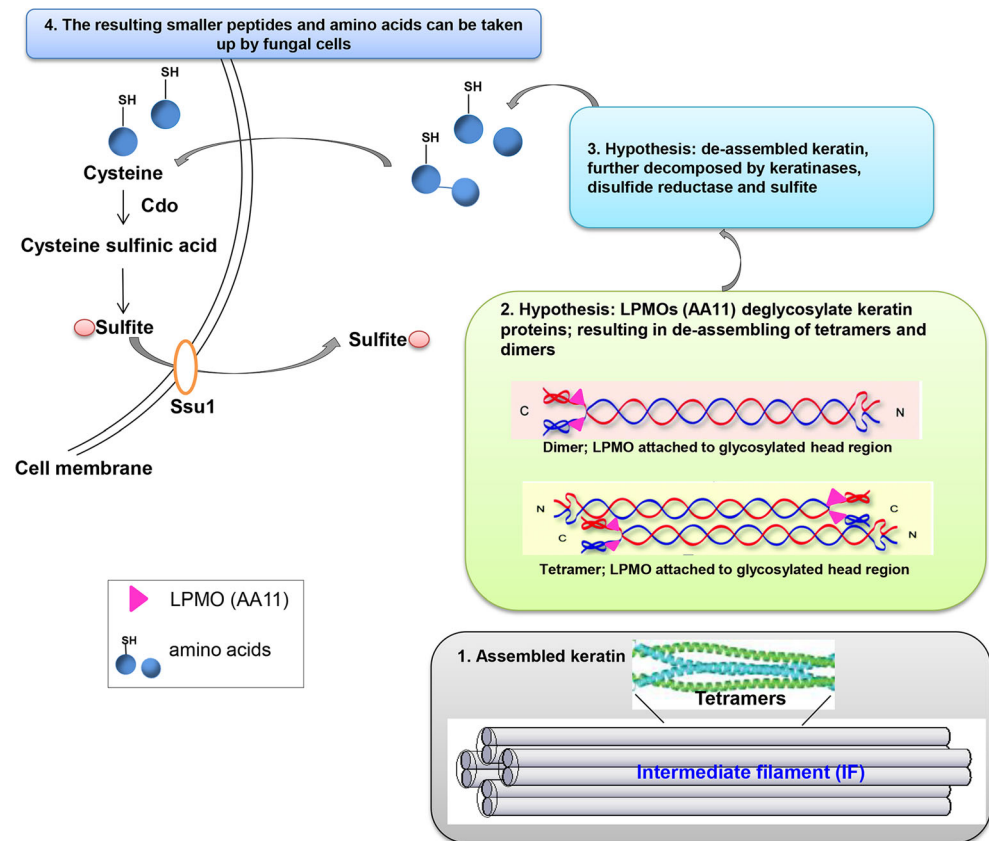 4. The resulting smaller peptides and amino acids can be taken
up by fungal cells
SH
SH
Cysteine
Cdo
Cysteine sulfinic acid
Sulfite
Ssu1
Cell membrane
SH
SH
Sulfite
3. Hypothesis: de-assembled keratin,
further decomposed by keratinases,
disulfide reductase and sulfite
2. Hypothesis: LPMOs (AA11) deglycosylate keratin
proteins; resulting in de-assembling of tetramers and
dimers
C N
Dimer; LPMO attached to glycosylated head region
N C
C N
Tetramer; LPMO attached to glycosylated head region
LPMO (AA11)
SH
amino acids
1. Assembled keratin
Tetramers
Intermediate filament (IF)